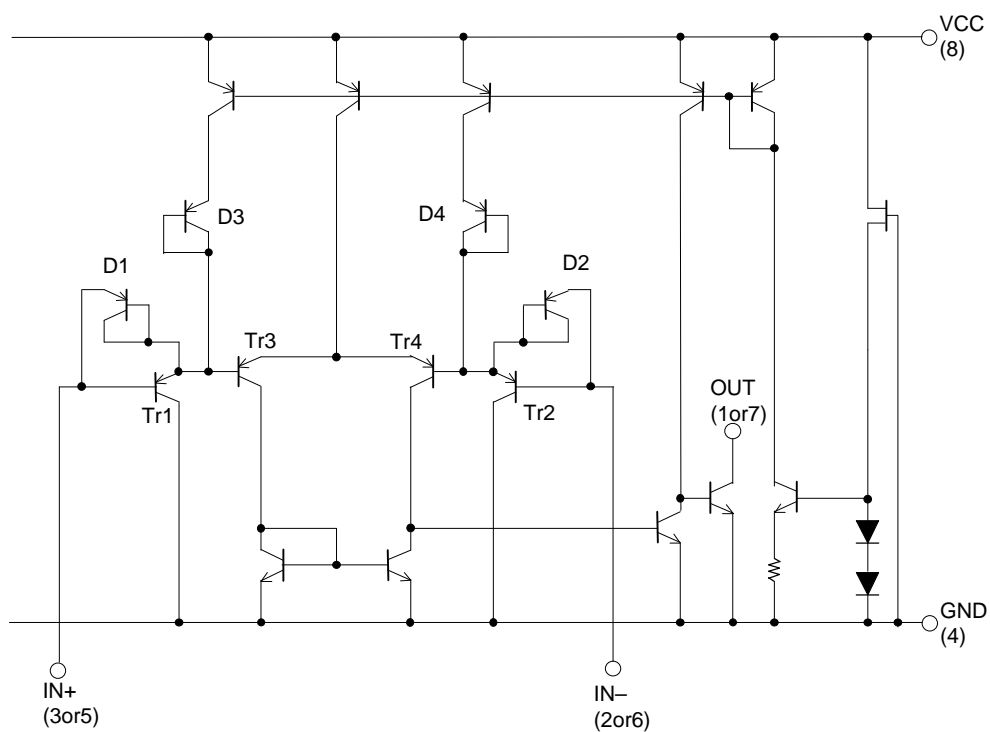 VCC
(8)
D3
D4
D1
D2
Tr3
Tr4
Tr1
Tr2
OUT
(1or7)
GND
(4)
IN+
(3or5)
IN–
(2or6)